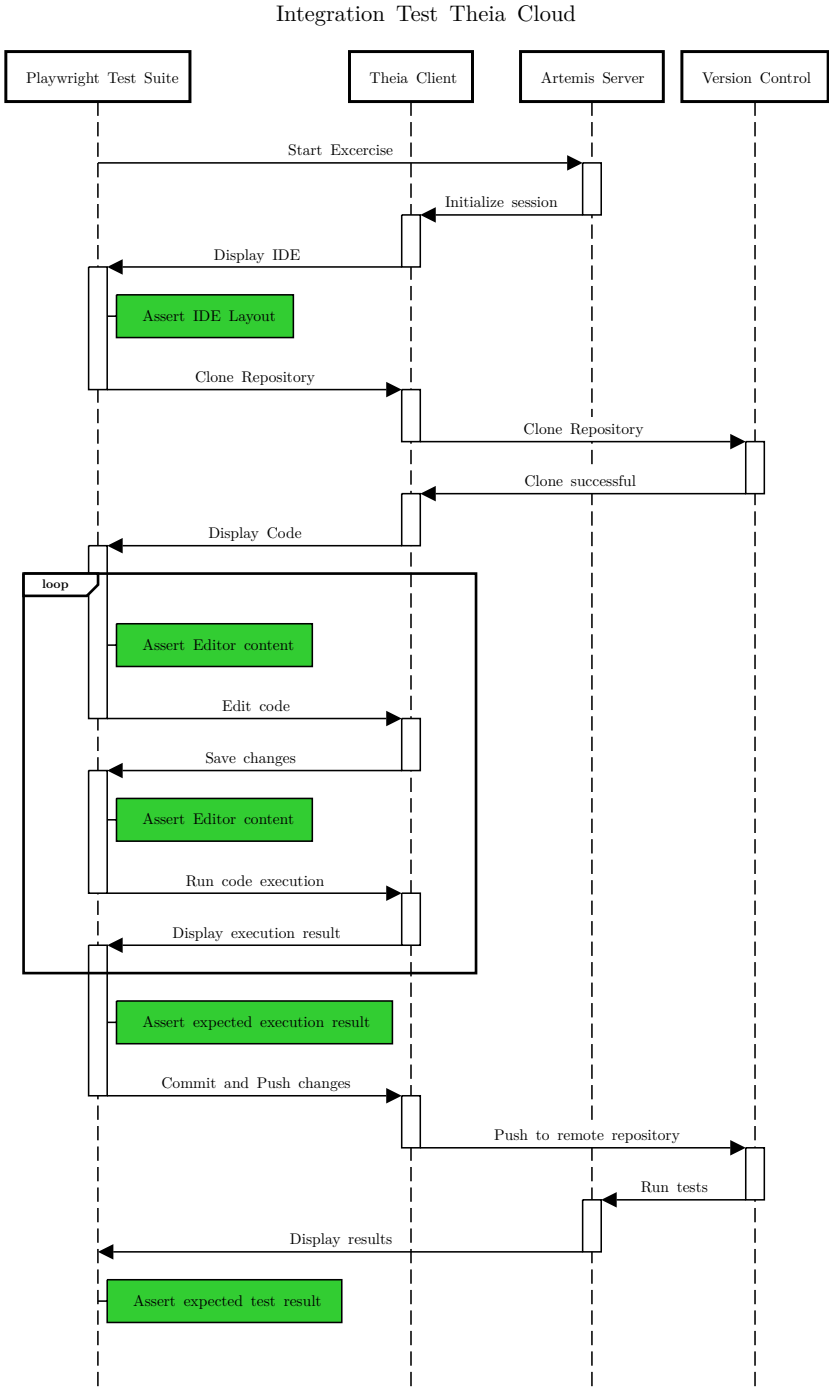 Integration Test Theia Cloud
Playwright Test Suite
Theia Client
Artemis Server
Version Control
Start Excercise
Initialize session
Display IDE
Assert IDE Layout
Clone Repository
Clone Repository
Clone successful
Display Code
loop
Assert Editor content
Edit code
Save changes
Assert Editor content
Run code execution
Display execution result
Assert expected execution result
Commit and Push changes
Push to remote repository
Run tests
Display results
Assert expected test result